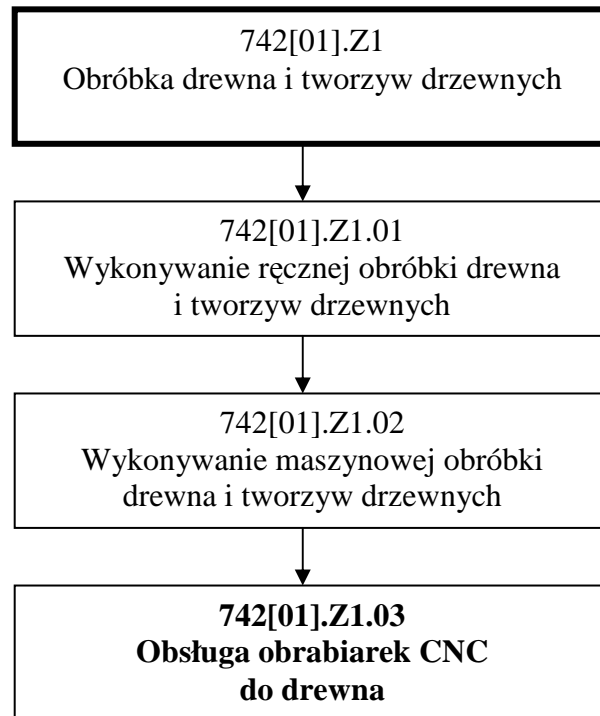 742[01].Z1
Obróbka drewna i tworzyw drzewnych
742[01].Z1.01
Wykonywanie ręcznej obróbki drewna
i tworzyw drzewnych
742[01].Z1.02
Wykonywanie maszynowej obróbki
drewna i tworzyw drzewnych
742[01].Z1.03
Obsługa obrabiarek CNC
do drewna